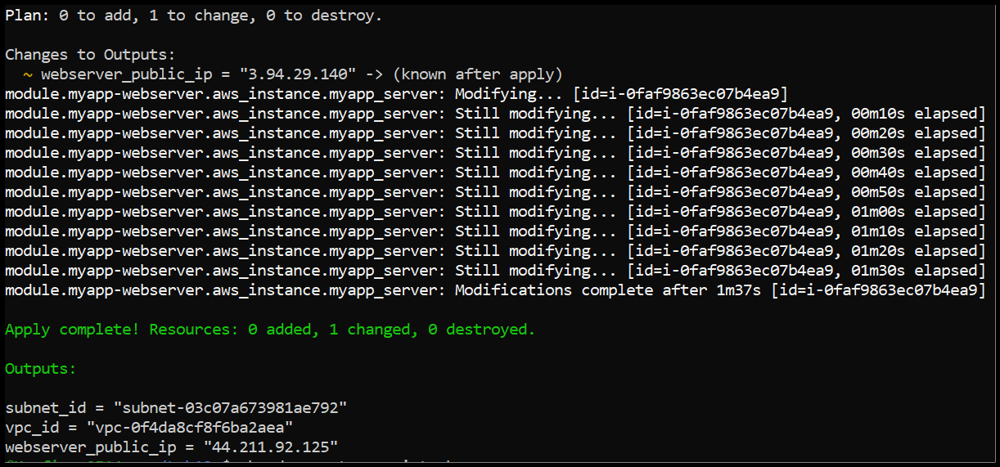 Plan: 0 to add, 1 to change, 0 to destroy.
Changes to Outputs:
~ webserver_public_ip = "3.94.29.140" -> (known after apply)
module.myapp-webserver.aws_instance.myapp_server: Modifying... [id=i-0faf9863ec07b4ea9]
module.myapp-webserver.aws_instance.myapp_server: Still modifying... [id=i-0faf9863ec07b4ea9, 00m10s elapsed]
module.myapp-webserver.aws_instance.myapp_server: Still modifying... [id=i-0faf9863ec07b4ea9, 00m20s elapsed]
module.myapp-webserver.aws_instance.myapp_server: Still modifying... [id=i-0faf9863ec07b4ea9, 00m30s elapsed]
module.myapp-webserver.aws_instance.myapp_server: Still modifying... [id=i-0faf9863ec07b4ea9, 00m40s elapsed]
module.myapp-webserver.aws_instance.myapp_server: Still modifying... [id=i-0faf9863ec07b4ea9, 00m50s elapsed]
module.myapp-webserver.aws_instance.myapp_server: Still modifying... [id=i-0faf9863ec07b4ea9, 01m00s elapsed]
module.myapp-webserver.aws_instance.myapp_server: Still modifying... [id=i-0faf9863ec07b4ea9, 01m10s elapsed]
module.myapp-webserver.aws_instance.myapp_server: Still modifying... [id=i-0faf9863ec07b4ea9, 01m20s elapsed]
module.myapp-webserver.aws_instance.myapp_server: Still modifying... [id=i-0faf9863ec07b4ea9, 01m30s elapsed]
module.myapp-webserver.aws_instance.myapp_server: Modifications complete after 1m37s [id=i-0faf9863ec07b4ea9]
Apply complete! Resources: 0 added, 1 changed, 0 destroyed.
Outputs:
subnet_id = "subnet-03c07a673981ae792"
vpc_id = "vpc-0f4da8cf8f6ba2aea"
webserver_public_ip = "44.211.92.125"